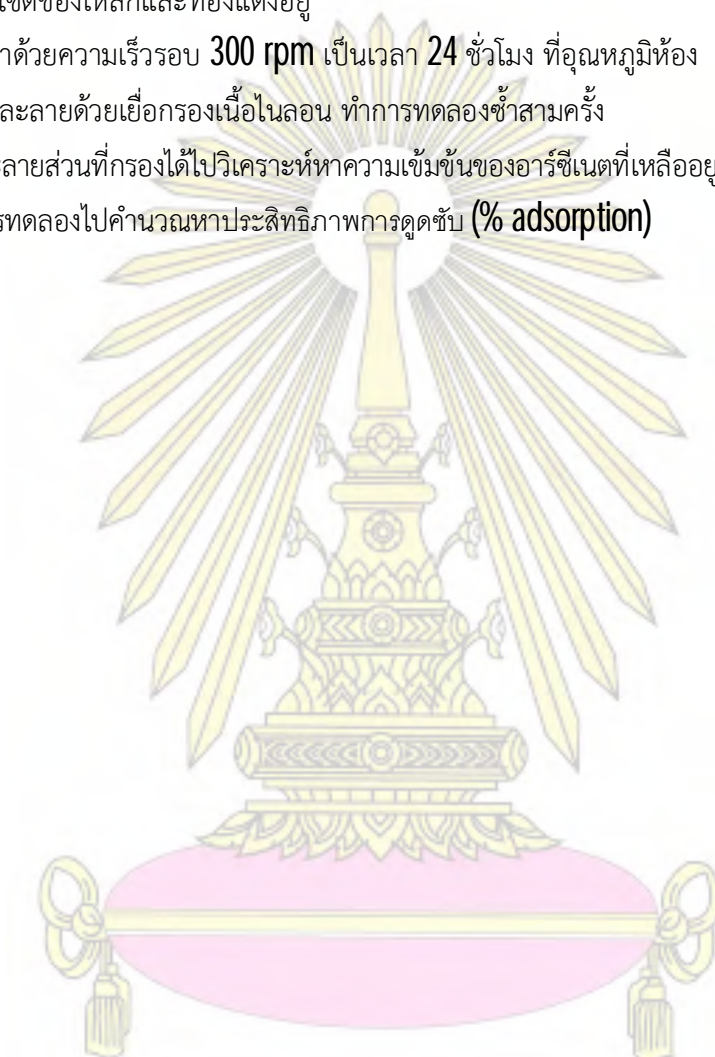 ของเหล็กและทองแดงอยู่
ด้วยความเร็วรอบ 300 rpm เป็นเวลา 24 ชั่วโมง ที่อุณหภูมิห้อง
ละลายด้วยเยื่อกรองเนื้อไนลอน ทำการทดลองซ้ำสามครั้ง
ลายส่วนที่กรองได้ไปวิเคราะห์หาความเข้มข้นของอาร์ซีเนตที่เหลืออยู
ทดลองไปคำนวณหาประสิทธิภาพการดูดซับ (% adsorption)